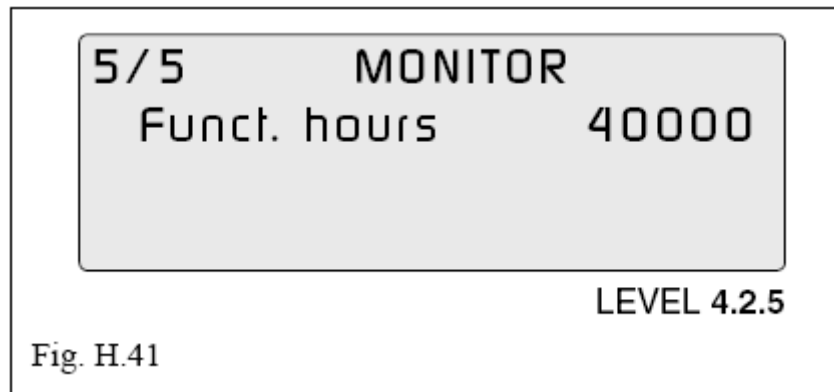 5/5 MONITOR
Funct. hours 40000
LEVEL 4.2.5
Fig. H.41